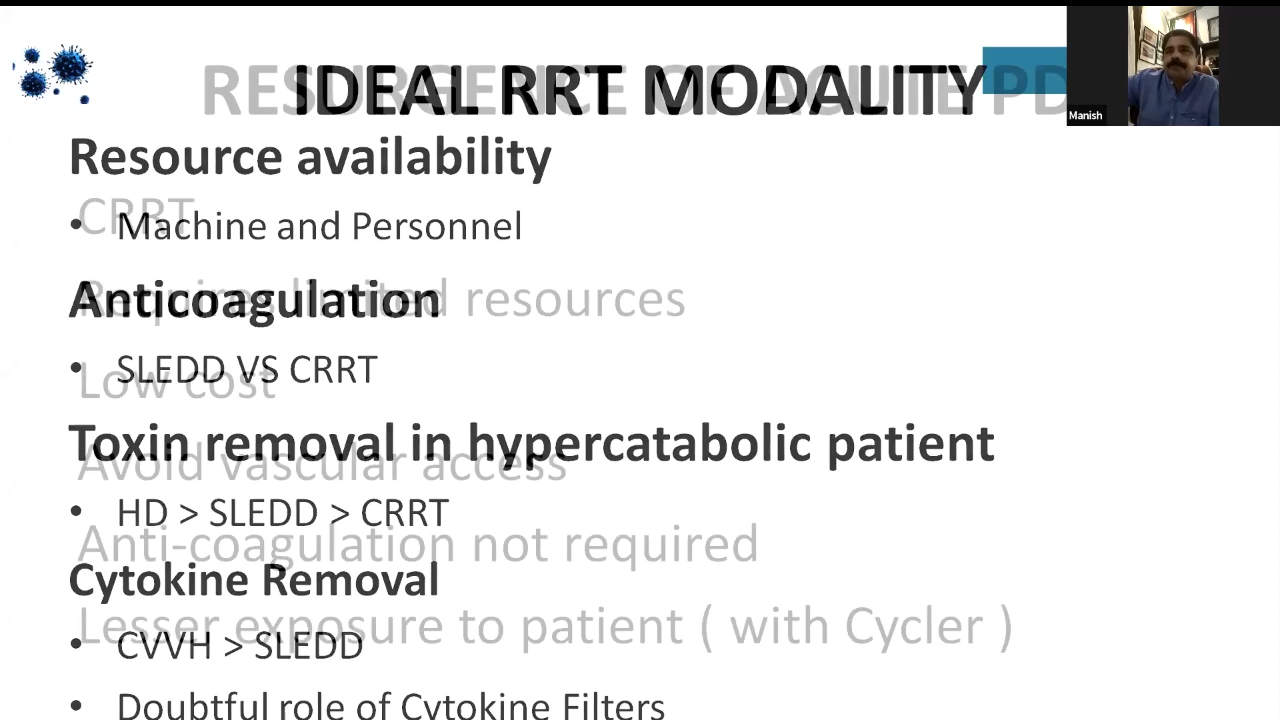 IDEAL RRT MODALITY
RESURGENCE OF ACUTE PD
Manish
Resource availability
• Machine and Personnel
Anticoagulation
• SLEDD VS CRRT
Toxin removal in hypercatabolic patient
• HD > SLEDD > CRRT
Cytokine Removal
• CVVH > SLEDD
• Doubtful role of Cytokine Filters
CRRT
Requires limited resources
Low cost
Avoid vascular access
Anti-coagulation not required
Lesser exposure to patient ( with Cycler )